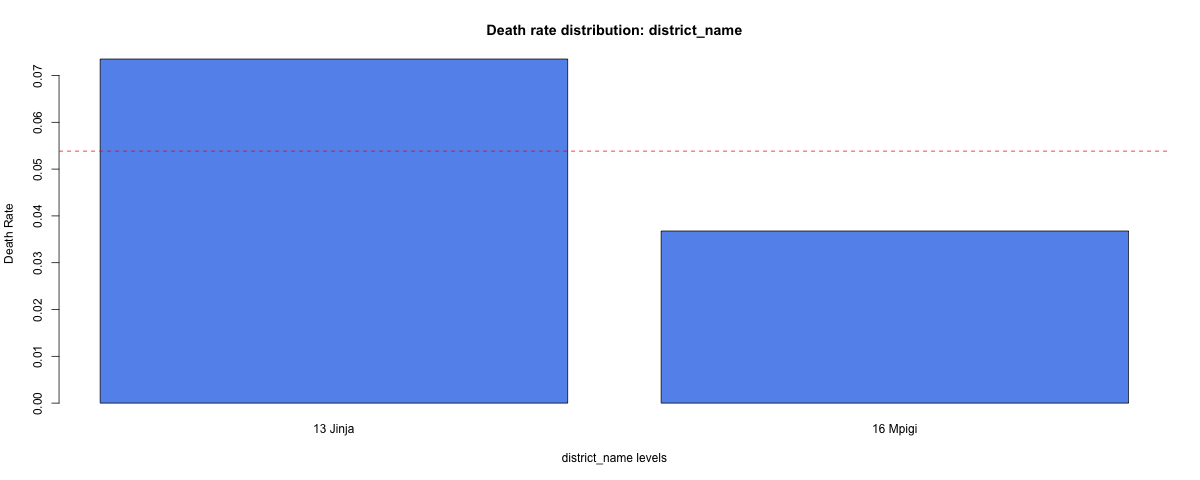 Death rate distribution: district_name
Death Rate
0.07
0.06
0.05
0.04
0.03
0.02
0.01
0.00
13 Jinja
16 Mpigi
district_name levels